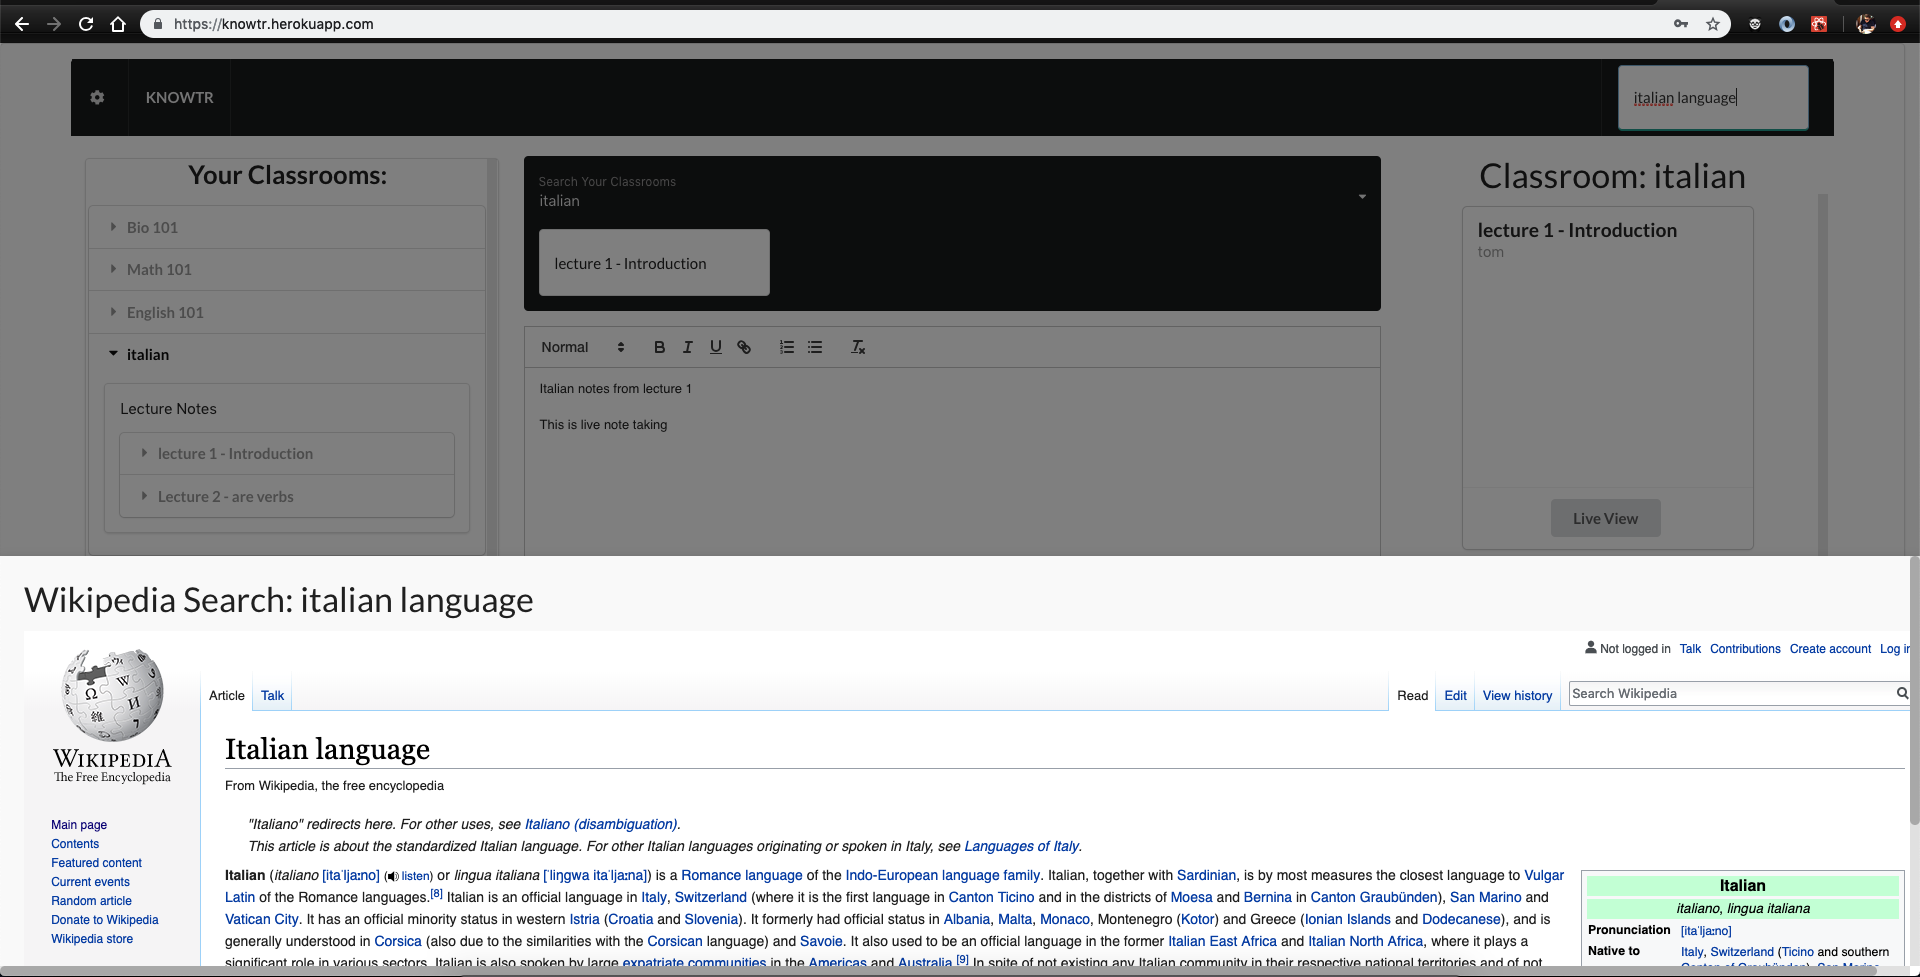 https://knowtr.herokuapp.com
KNOWTR
italian language
Your Classrooms:
Bio 101
Math 101
English 101
italian
Lecture Notes
lecture 1 - Introduction
Lecture 2 - are verbs
Search Your Classrooms
italian
lecture 1 - Introduction
Normal
B I U
Italian notes from lecture 1
This is live note taking
Classroom: italian
lecture 1 - Introduction
tom
Live View
Wikipedia Search: italian language
Not logged in Talk Contributions Create account Log in
WIKIPEDIA
The Free Encyclopedia
Article Talk
Read Edit View history
Search Wikipedia
Main page
Contents
Featured content
Current events
Random article
Donate to Wikipedia
Wikipedia store
Italian language
From Wikipedia, the free encyclopedia
"Italiano" redirects here. For other uses, see Italiano (disambiguation).
This article is about the standardized Italian language. For other Italian languages originating or spoken in Italy, see Languages of Italy.
Italian (italiano [itaˈljaːno] (listen) or lingua italiana [ˈliŋɡwa itaˈljaːna]) is a Romance language of the Indo-European language family. Italian, together with Sardinian, is by most measures the closest language to Vulgar
Latin of the Romance languages.[8] Italian is an official language in Italy, Switzerland (where it is the first language in Canton Ticino and in the districts of Moesa and Bernina in Canton Graubünden), San Marino and
Vatican City. It has an official minority status in western Istria (Croatia and Slovenia). It formerly had official status in Albania, Malta, Monaco, Montenegro (Kotor) and Greece (Ionian Islands and Dodecanese), and is
generally understood in Corsica (also due to the similarities with the Corsican language) and Savoie. It also used to be an official language in the former Italian East Africa and Italian North Africa, where it plays a
significant role in various sectors. Italian is also spoken by large expatriate communities in the Americas and Australia.[9] In spite of not existing any Italian community in their respective national territories and of not
Italian
italiano, lingua italiana
Pronunciation [itaˈljaːno]
Native to Italy, Switzerland (Ticino and southern
Canton of Graubünden), San Marino